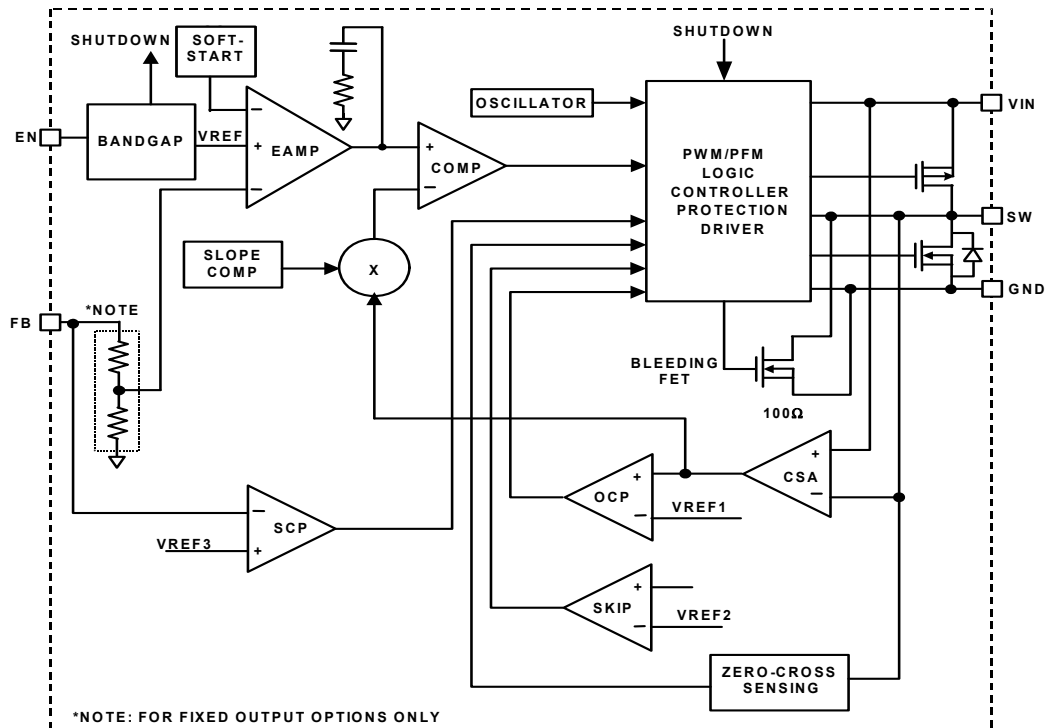 SHUTDOWN
SOFT-
START
SHUTDOWN
OSCILLATOR
EN
BANDGAP
VREF
−
+
−
EAMP
+
−
COMP
PWM/PFM
LOGIC
CONTROLLER
PROTECTION
DRIVER
VIN
SW
GND
SLOPE
COMP
X
*NOTE
FB
BLEEDING
FET
100Ω
+
−
CSA
+
−
OCP
VREF1
−
+
SCP
VREF3
+
−
SKIP
VREF2
ZERO-CROSS
SENSING
*NOTE: FOR FIXED OUTPUT OPTIONS ONLY